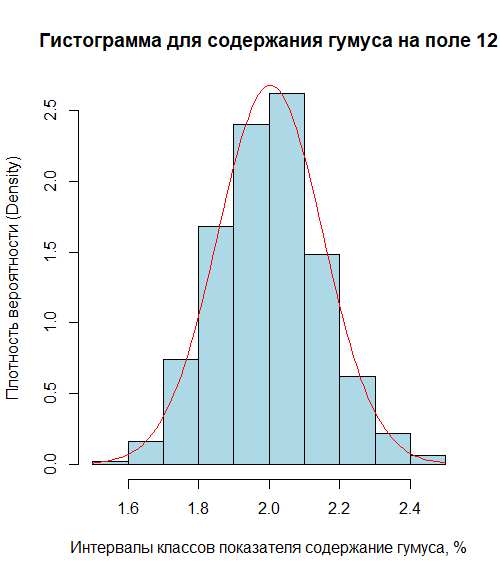 Гистограмма для содержания гумуса на поле 12
Плотность вероятности (Density)
2.5
2.0
1.5
1.0
0.5
0.0
1.6 1.8 2.0 2.2 2.4
Интервалы классов показателя содержание гумуса, %